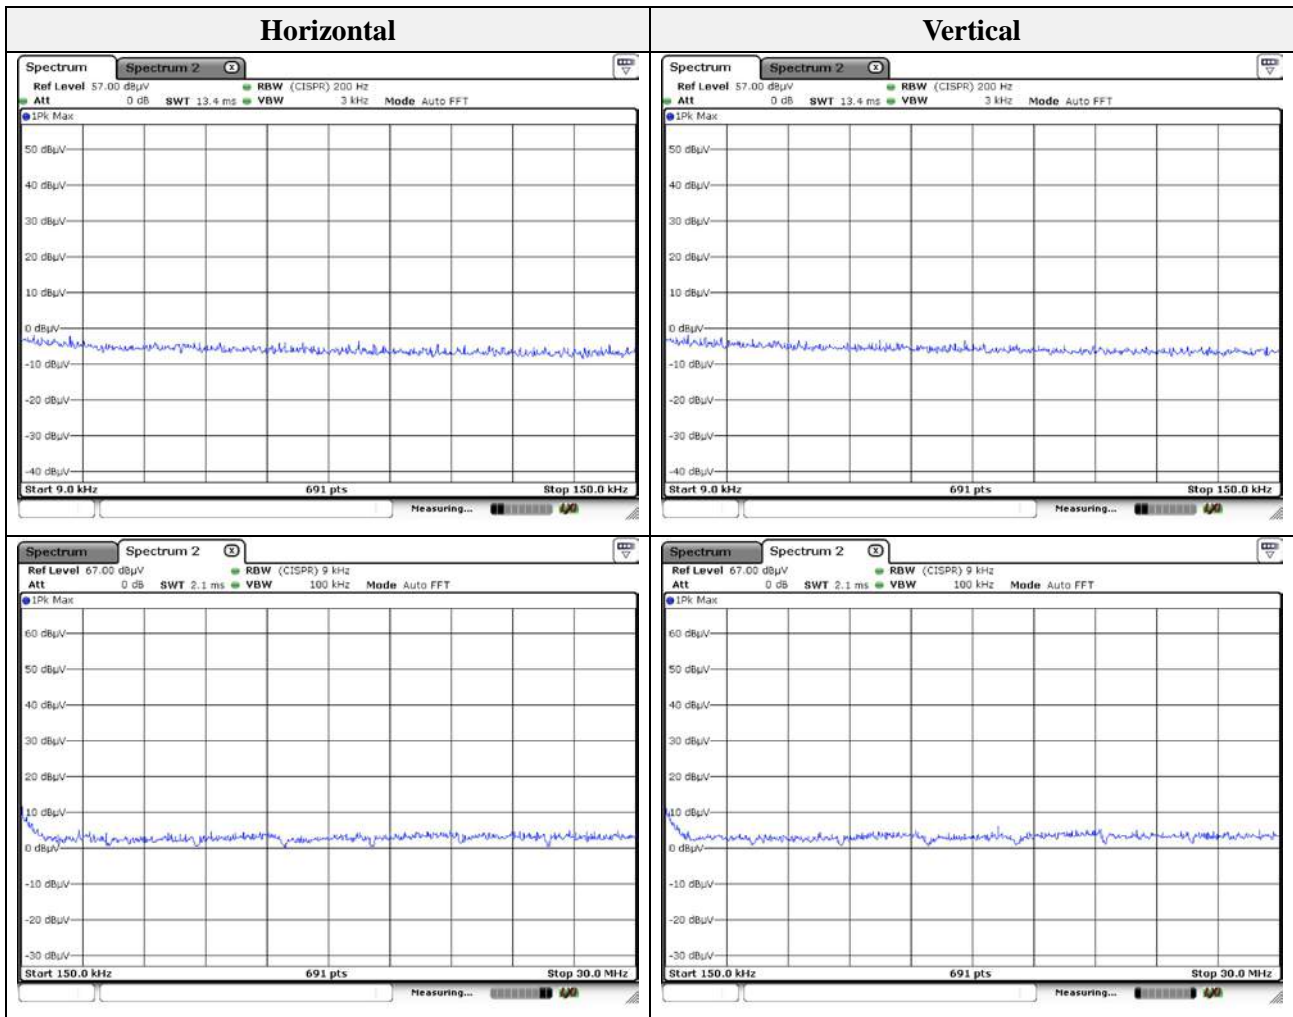 Horizontal Vertical
Spectrum Spectrum 2 X
Ref Level 57.00 dBµV RBW (CISPR) 200 Hz
Att 0 dB SWT 13.4 ms VBW 3 kHz Mode Auto FFT
1Pk Max
50 dBµV
40 dBµV
30 dBµV
20 dBµV
10 dBµV
0 dBµV
-10 dBµV
-20 dBµV
-30 dBµV
-40 dBµV
Start 9.0 kHz 691 pts Stop 150.0 kHz
Measuring...
Spectrum Spectrum 2 X
Ref Level 57.00 dBµV RBW (CISPR) 200 Hz
Att 0 dB SWT 13.4 ms VBW 3 kHz Mode Auto FFT
1Pk Max
50 dBµV
40 dBµV
30 dBµV
20 dBµV
10 dBµV
0 dBµV
-10 dBµV
-20 dBµV
-30 dBµV
-40 dBµV
Start 9.0 kHz 691 pts Stop 150.0 kHz
Measuring...
Spectrum Spectrum 2 X
Ref Level 67.00 dBµV RBW (CISPR) 9 kHz
Att 0 dB SWT 2.1 ms VBW 100 kHz Mode Auto FFT
1Pk Max
60 dBµV
50 dBµV
40 dBµV
30 dBµV
20 dBµV
10 dBµV
0 dBµV
-10 dBµV
-20 dBµV
-30 dBµV
Start 150.0 kHz 691 pts Stop 30.0 MHz
Measuring...
Spectrum Spectrum 2 X
Ref Level 67.00 dBµV RBW (CISPR) 9 kHz
Att 0 dB SWT 2.1 ms VBW 100 kHz Mode Auto FFT
1Pk Max
60 dBµV
50 dBµV
40 dBµV
30 dBµV
20 dBµV
10 dBµV
0 dBµV
-10 dBµV
-20 dBµV
-30 dBµV
Start 150.0 kHz 691 pts Stop 30.0 MHz
Measuring...